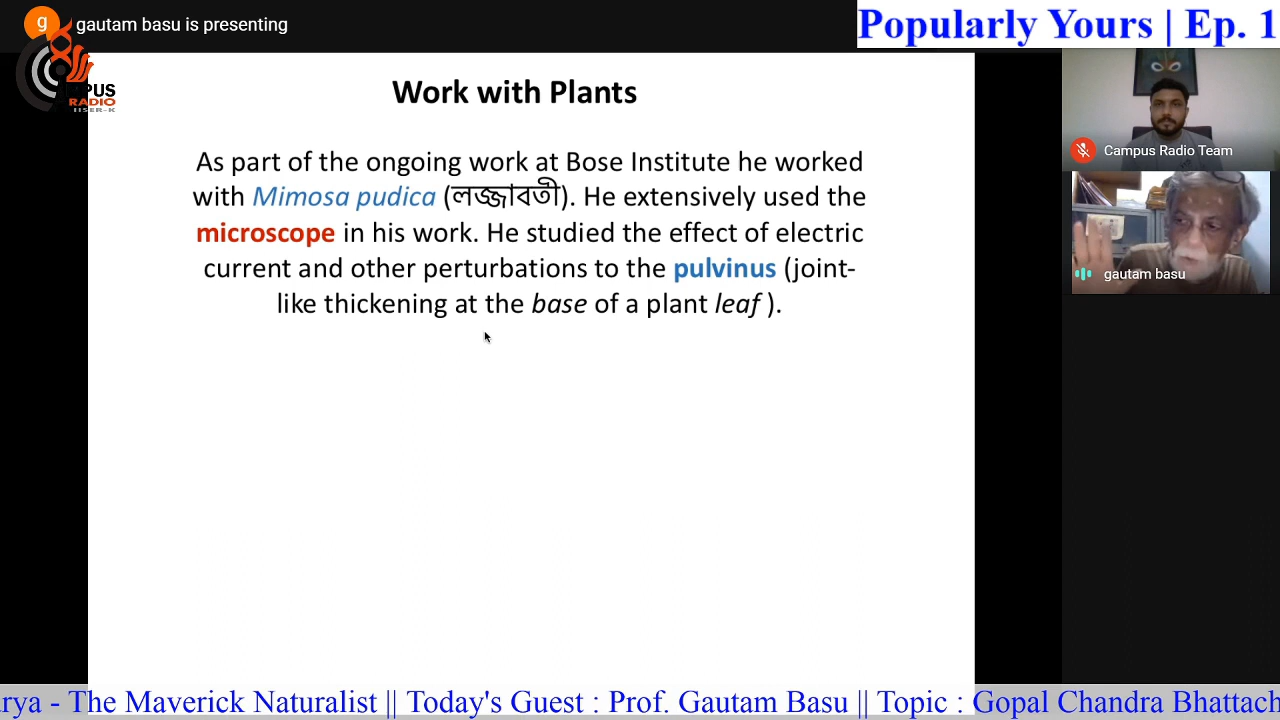 g
gautam basu is presenting
Popularly Yours | Ep. 1
RADIO
IISER-K
Work with Plants
As part of the ongoing work at Bose Institute he worked
with Mimosa pudica (লজ্জাবতী). He extensively used the
microscope in his work. He studied the effect of electric
current and other perturbations to the pulvinus (joint-
like thickening at the base of a plant leaf ).
Campus Radio Team
gautam basu
rya - The Maverick Naturalist || Today's Guest : Prof. Gautam Basu || Topic : Gopal Chandra Bhattach